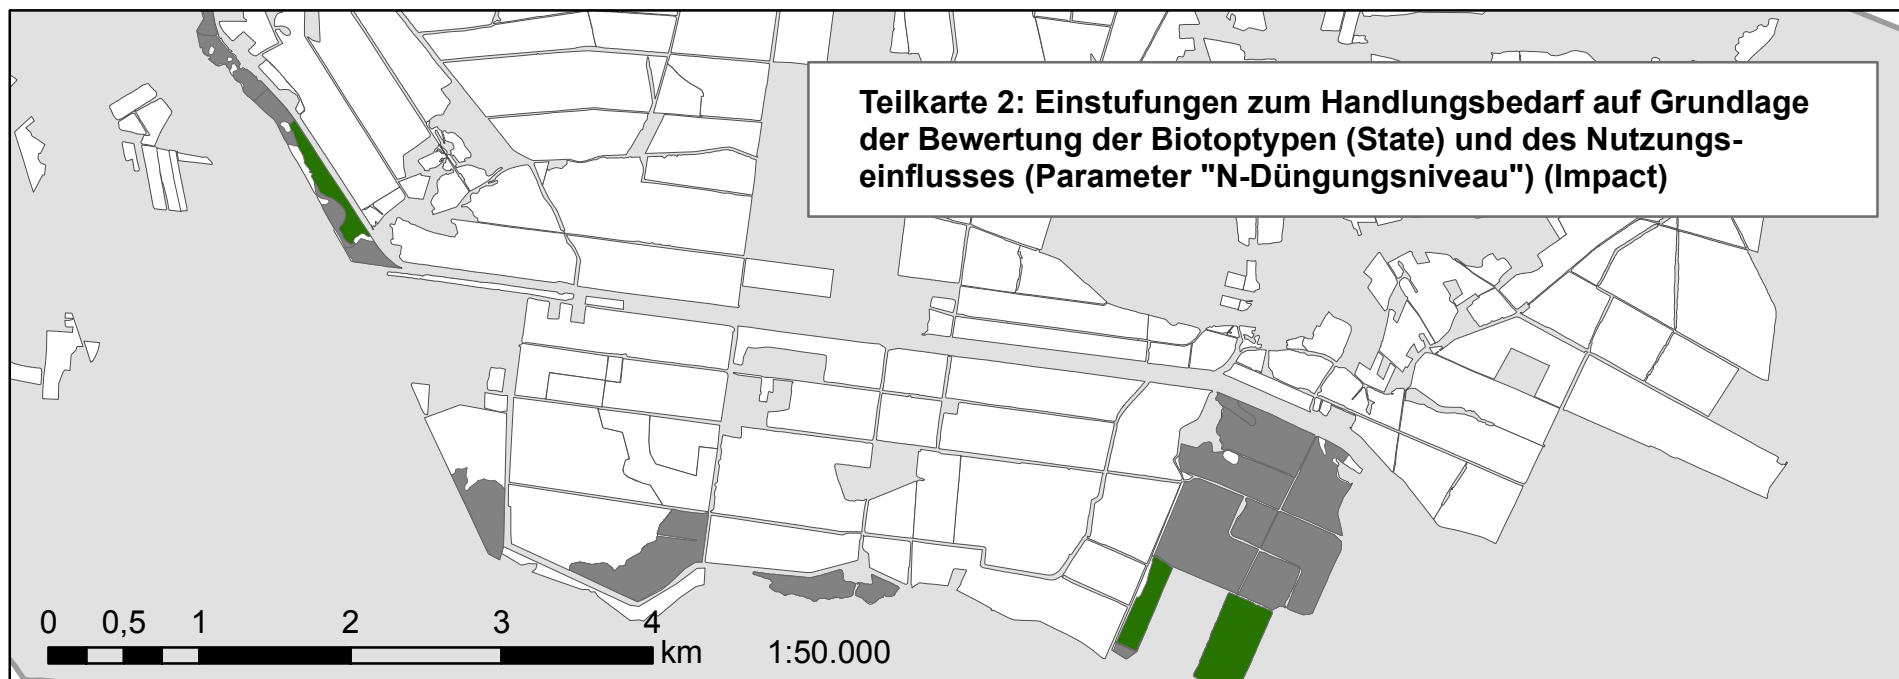 Teilkarte 2: Einstufungen zum Handlungsbedarf auf Grundlage
der Bewertung der Biotoptypen (State) und des Nutzungs-
einflusses (Parameter "N-Düngungsniveau") (Impact)
0 0,5 1 2 3 4
km 1:50.000